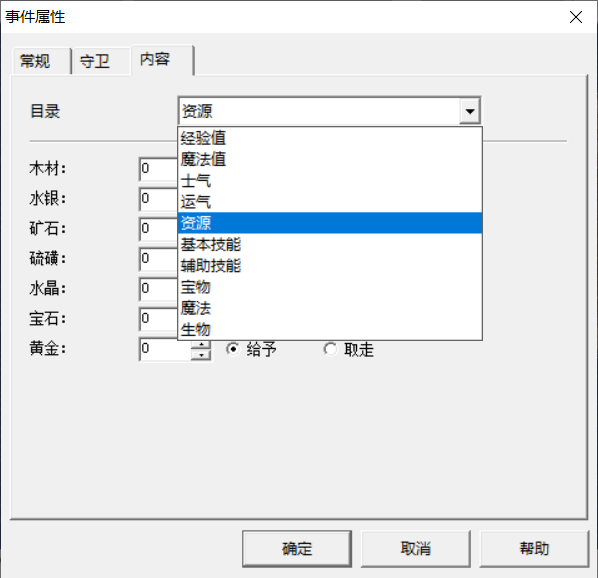 事件属性
常规 守卫 内容
目录 资源
经验值
魔法值
士气
运气
资源
基本技能
辅助技能
宝物
魔法
生物
木材: 0
水银: 0
矿石: 0
硫磺: 0
水晶: 0
宝石: 0
黄金: 0 给予 取走
确定 取消 帮助